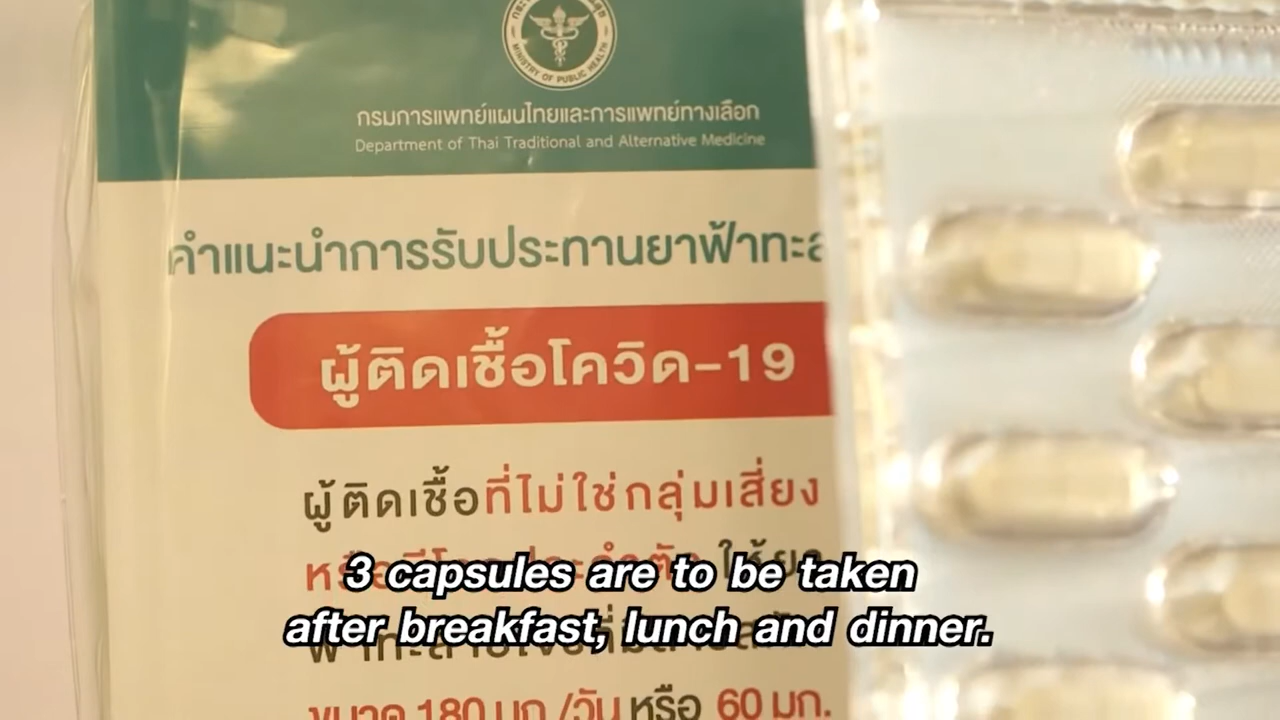 MINISTRY OF PUBLIC HEALTH
กรมการแพทย์แผนไทยและการแพทย์ทางเลือก
Department of Thai Traditional and Alternative Medicine
คำแนะนำการรับประทานยาฟ้าทะ
ผู้ติดเชื้อโควิด-19
ผู้ติดเชื้อที่ไม่ใช่กลุ่มเสี่ยง
3 capsules are to be taken
after breakfast, lunch and dinner.
ขนาด 180 มก./วัน หรือ 60 มก.